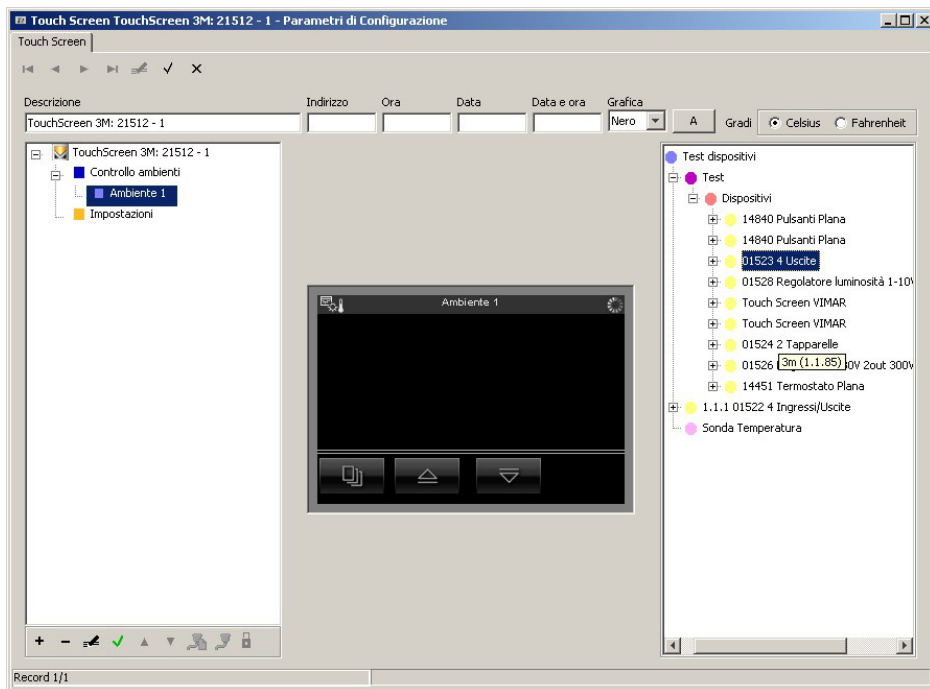 Touch Screen TouchScreen 3M: 21512 - 1 - Parametri di Configurazione
Touch Screen
Descrizione Indirizzo Ora Data Data e ora Grafica
TouchScreen 3M: 21512 - 1 Nero A Gradi Celsius Fahrenheit
TouchScreen 3M: 21512 - 1
Controllo ambienti
Ambiente 1
Impostazioni
Ambiente 1
Test dispositivi
Test
Dispositivi
14840 Pulsanti Plana
14840 Pulsanti Plana
01523 4 Uscite
01528 Regolatore luminosità 1-10V
Touch Screen VIMAR
Touch Screen VIMAR
01524 2 Tapparelle
01526 3m (1.1.85) 0V 2out 300V
14451 Termostato Plana
1.1.1 01522 4 Ingressi/Uscite
Sonda Temperatura
Record 1/1